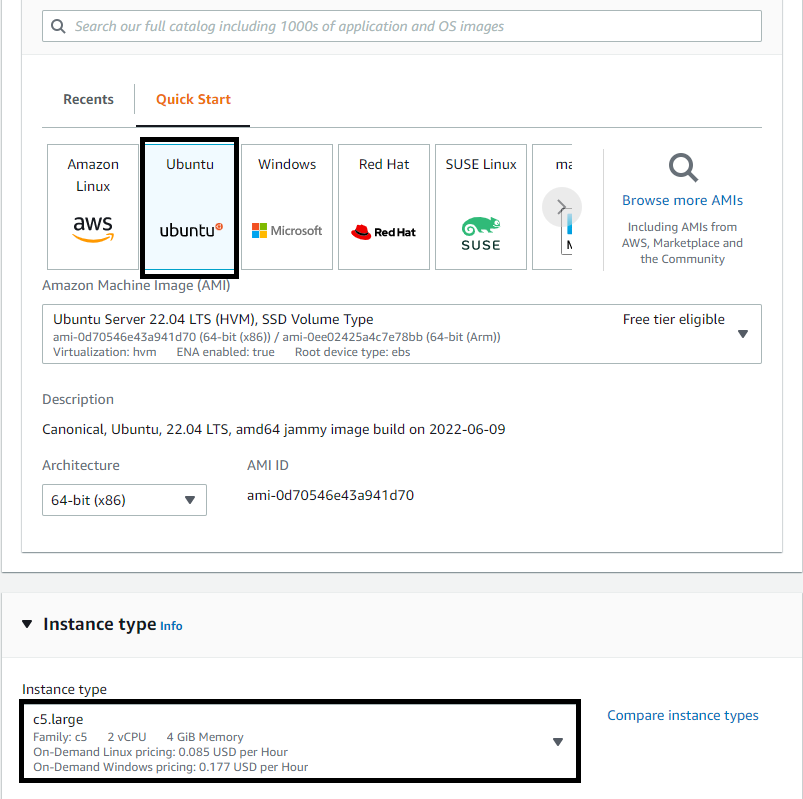 Search our full catalog including 1000s of application and OS images
Recents
Quick Start
Amazon
Linux
aws
Ubuntu
ubuntu
Windows
Microsoft
Red Hat
Red Hat
SUSE Linux
SUSE
ma
M
Browse more AMIs
Including AMIs from
AWS, Marketplace and
the Community
Amazon Machine Image (AMI)
Ubuntu Server 22.04 LTS (HVM), SSD Volume Type
Free tier eligible
ami-0d70546e43a941d70 (64-bit (x86)) / ami-0ee02425a4c7e78bb (64-bit (Arm))
Virtualization: hvm ENA enabled: true Root device type: ebs
Description
Canonical, Ubuntu, 22.04 LTS, amd64 jammy image build on 2022-06-09
Architecture
AMI ID
64-bit (x86)
ami-0d70546e43a941d70
Instance type Info
Instance type
c5.large
Family: c5 2 vCPU 4 GiB Memory
On-Demand Linux pricing: 0.085 USD per Hour
On-Demand Windows pricing: 0.177 USD per Hour
Compare instance types